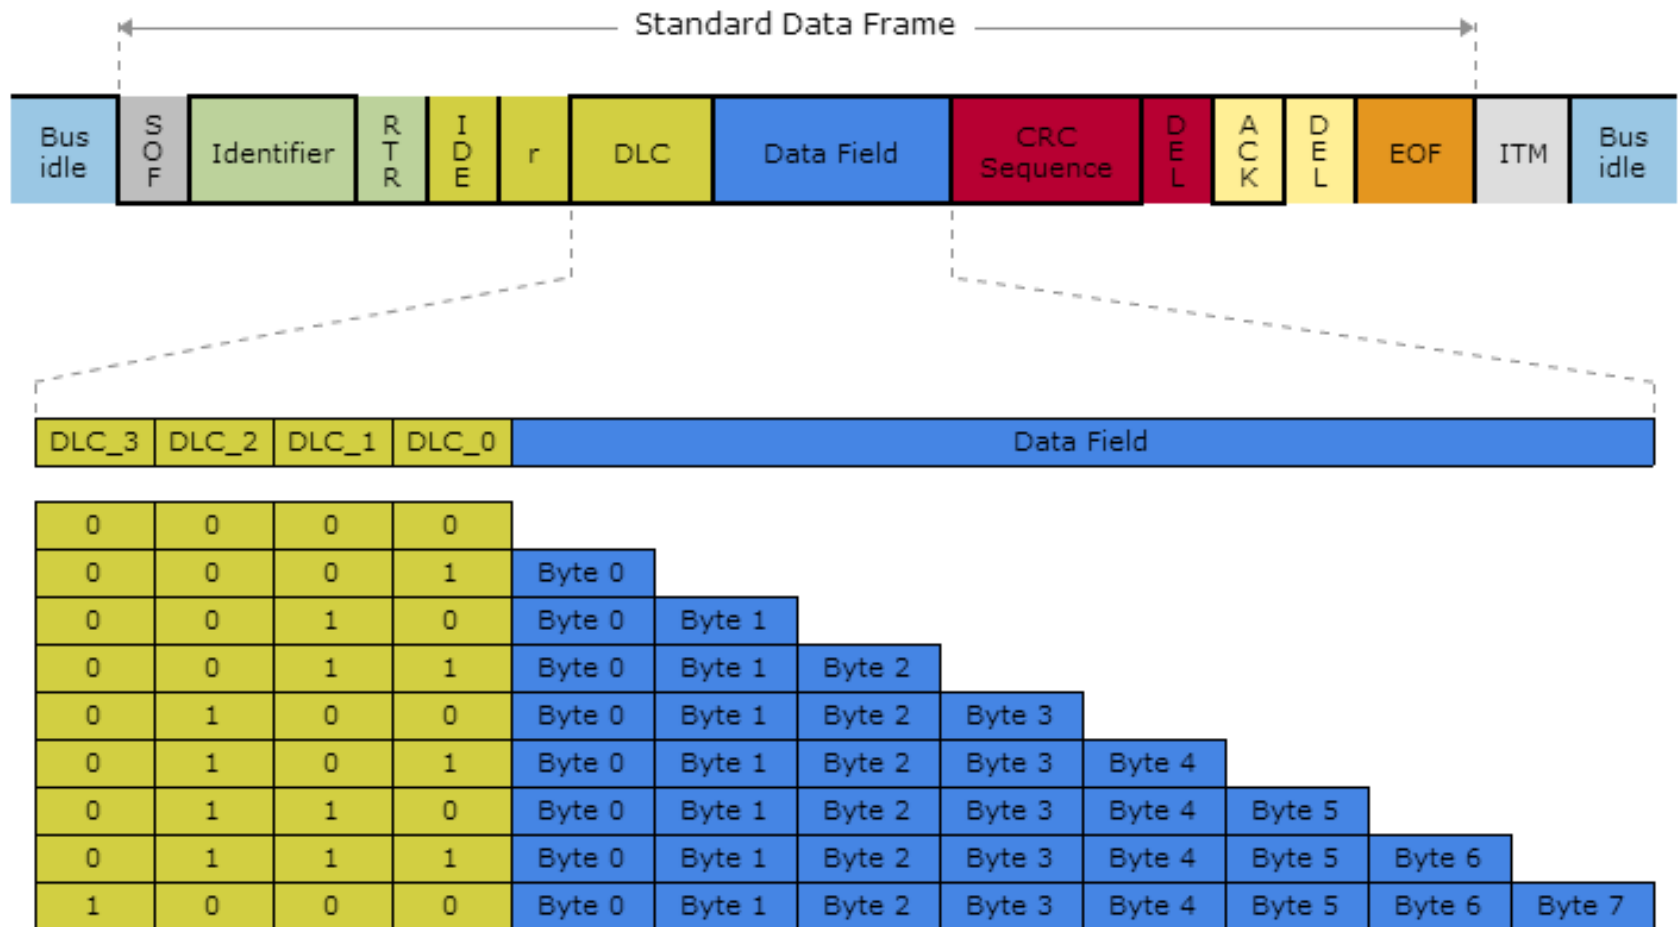 Standard Data Frame
Bus idle SOF Identifier RTR IDE r DLC Data Field CRC Sequence DEL ACK DEL EOF ITM Bus idle
DLC_3 DLC_2 DLC_1 DLC_0 Data Field
0 0 0 0
0 0 0 1 Byte 0
0 0 1 0 Byte 0 Byte 1
0 0 1 1 Byte 0 Byte 1 Byte 2
0 1 0 0 Byte 0 Byte 1 Byte 2 Byte 3
0 1 0 1 Byte 0 Byte 1 Byte 2 Byte 3 Byte 4
0 1 1 0 Byte 0 Byte 1 Byte 2 Byte 3 Byte 4 Byte 5
0 1 1 1 Byte 0 Byte 1 Byte 2 Byte 3 Byte 4 Byte 5 Byte 6
1 0 0 0 Byte 0 Byte 1 Byte 2 Byte 3 Byte 4 Byte 5 Byte 6 Byte 7